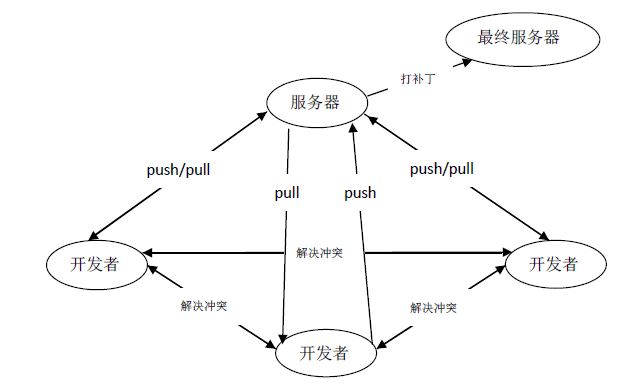 最终服务器
打补丁
服务器
push/pull
push/pull
pull
push
解决冲突
开发者
开发者
解决冲突
解决冲突
开发者